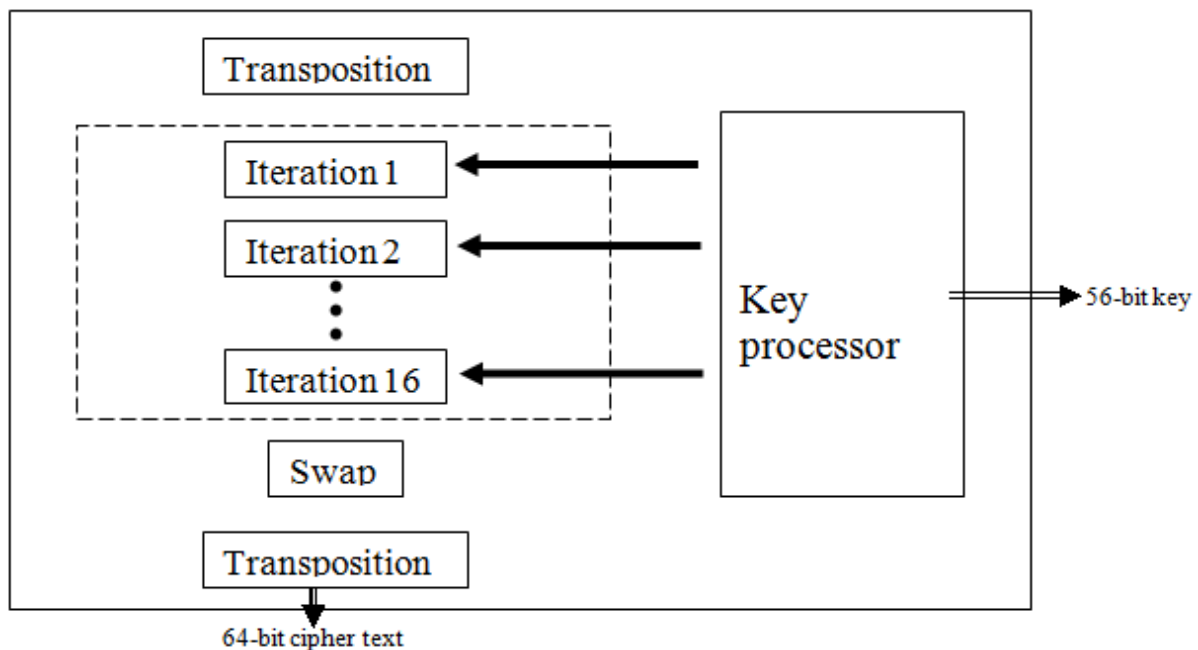 Transposition
Iteration 1
Iteration 2
Iteration 16
Key
processor
56-bit key
Swap
Transposition
64-bit cipher text